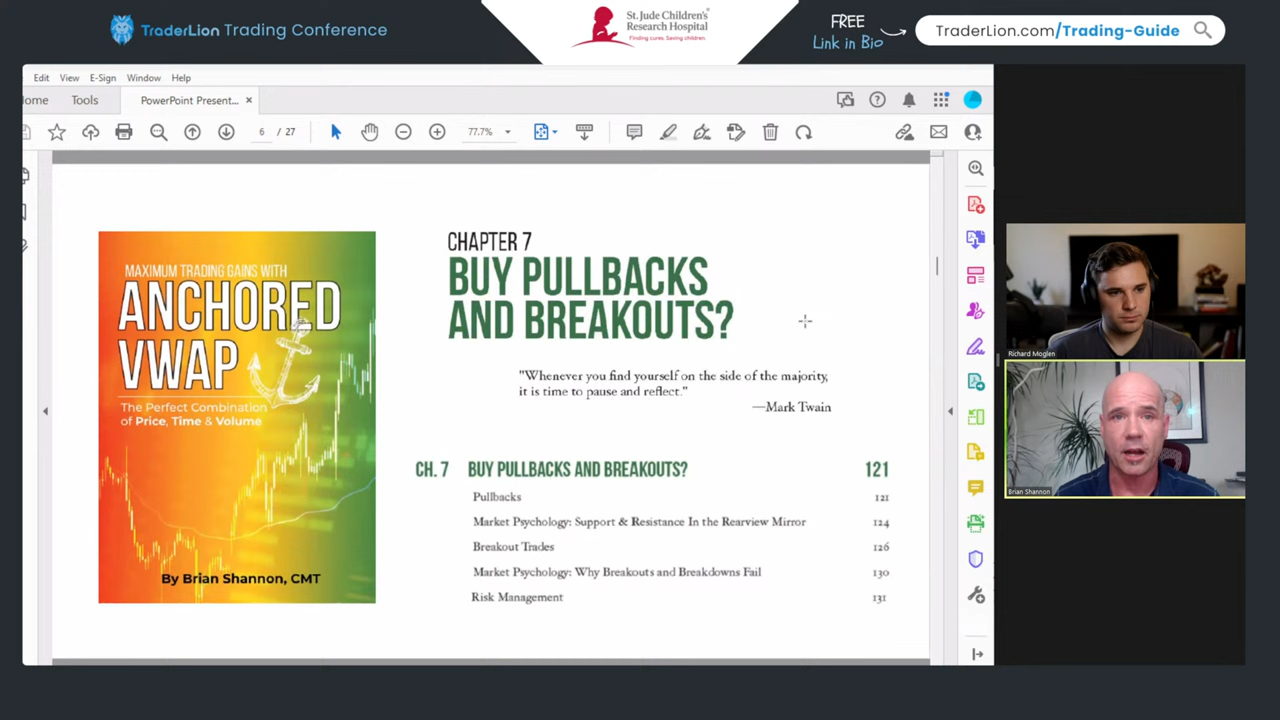 TraderLion Trading Conference
St. Jude Children's
Research Hospital
Finding cures. Saving children.
FREE
Link in Bio
TraderLion.com/Trading-Guide
Edit View E-Sign Window Help
ome Tools PowerPoint Present... ×
6 / 27 77.7%
MAXIMUM TRADING GAINS WITH
ANCHORED
VWAP
The Perfect Combination
of Price, Time & Volume
By Brian Shannon, CMT
CHAPTER 7
BUY PULLBACKS
AND BREAKOUTS?
"Whenever you find yourself on the side of the majority,
it is time to pause and reflect."
—Mark Twain
CH. 7 BUY PULLBACKS AND BREAKOUTS? 121
Pullbacks 121
Market Psychology: Support & Resistance In the Rearview Mirror 124
Breakout Trades 126
Market Psychology: Why Breakouts and Breakdowns Fail 130
Risk Management 131
Richard Moglen
Brian Shannon